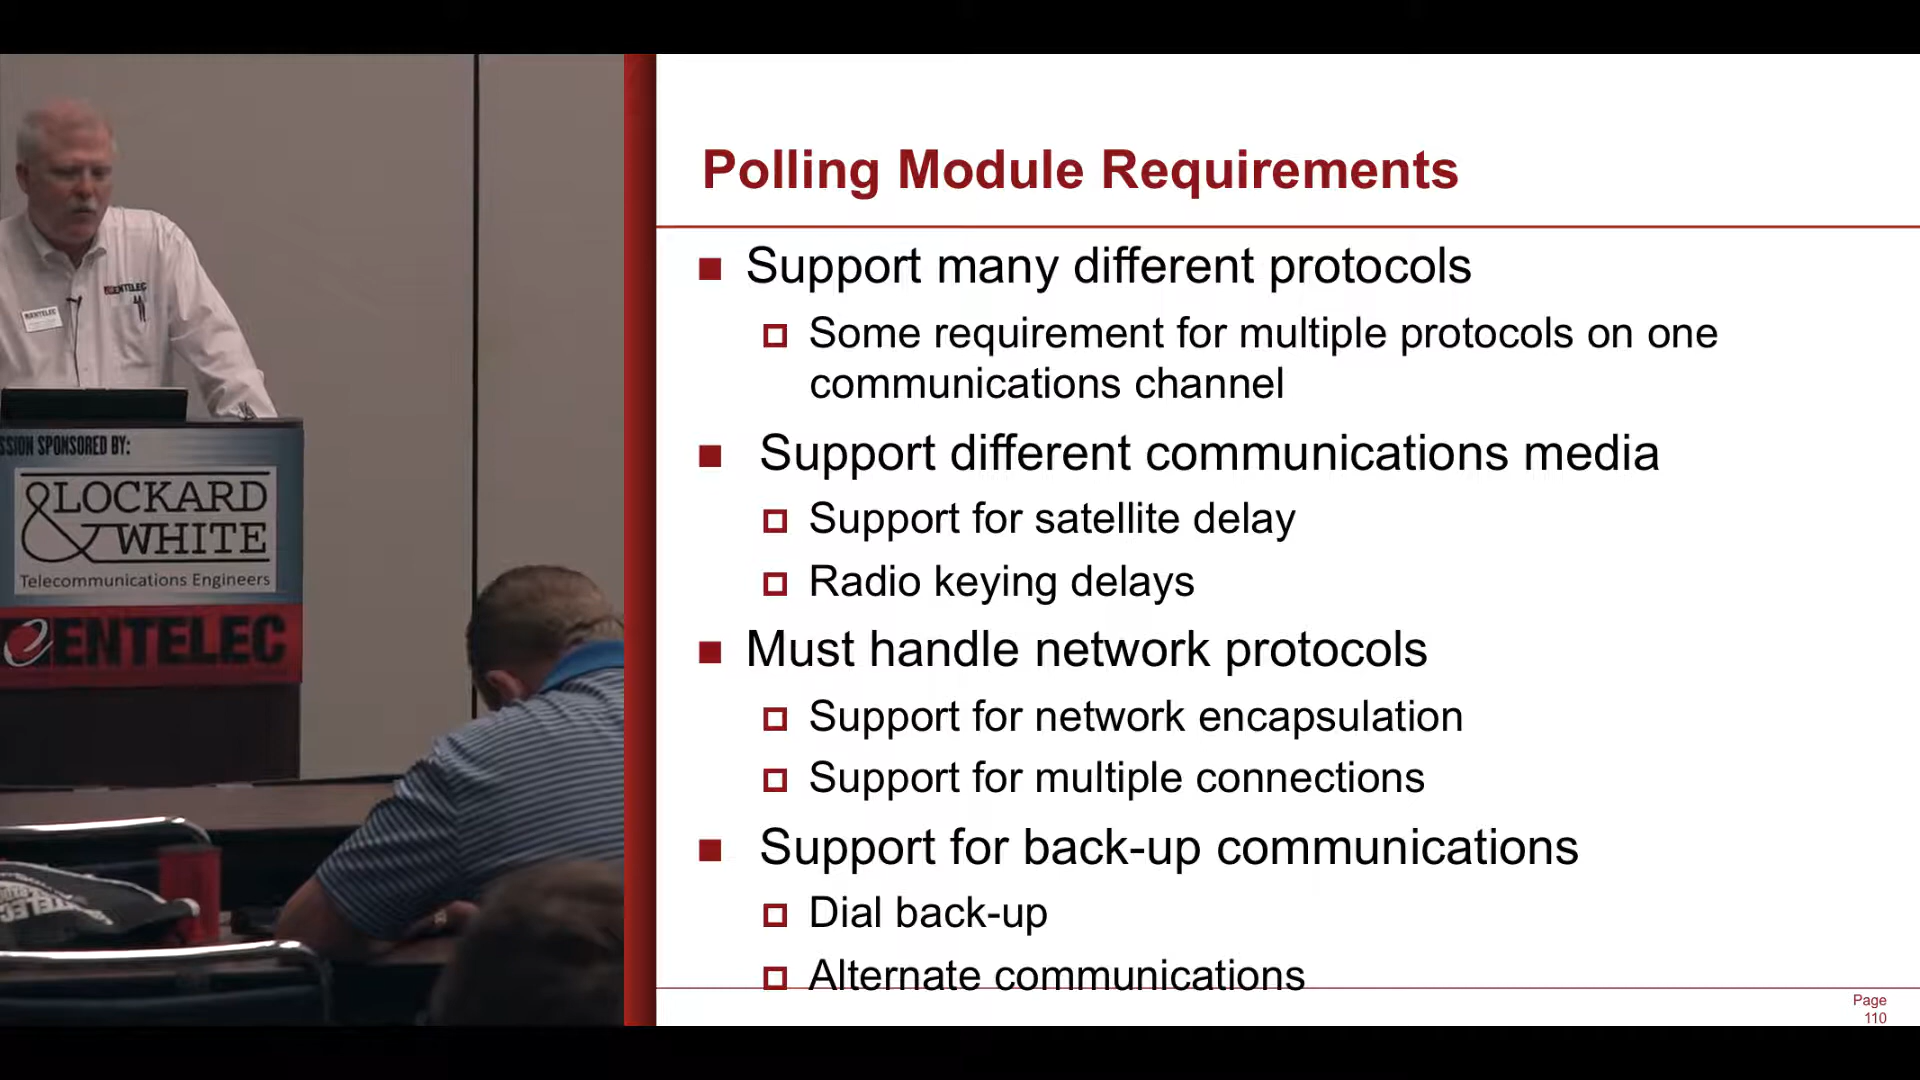 ENTELEC
ENTELEC
SSION SPONSORED BY:
&LOCKARD
WHITE
Telecommunications Engineers
ENTELEC
Polling Module Requirements
Support many different protocols
Some requirement for multiple protocols on one
communications channel
Support different communications media
Support for satellite delay
Radio keying delays
Must handle network protocols
Support for network encapsulation
Support for multiple connections
Support for back-up communications
Dial back-up
Alternate communications
Page
110